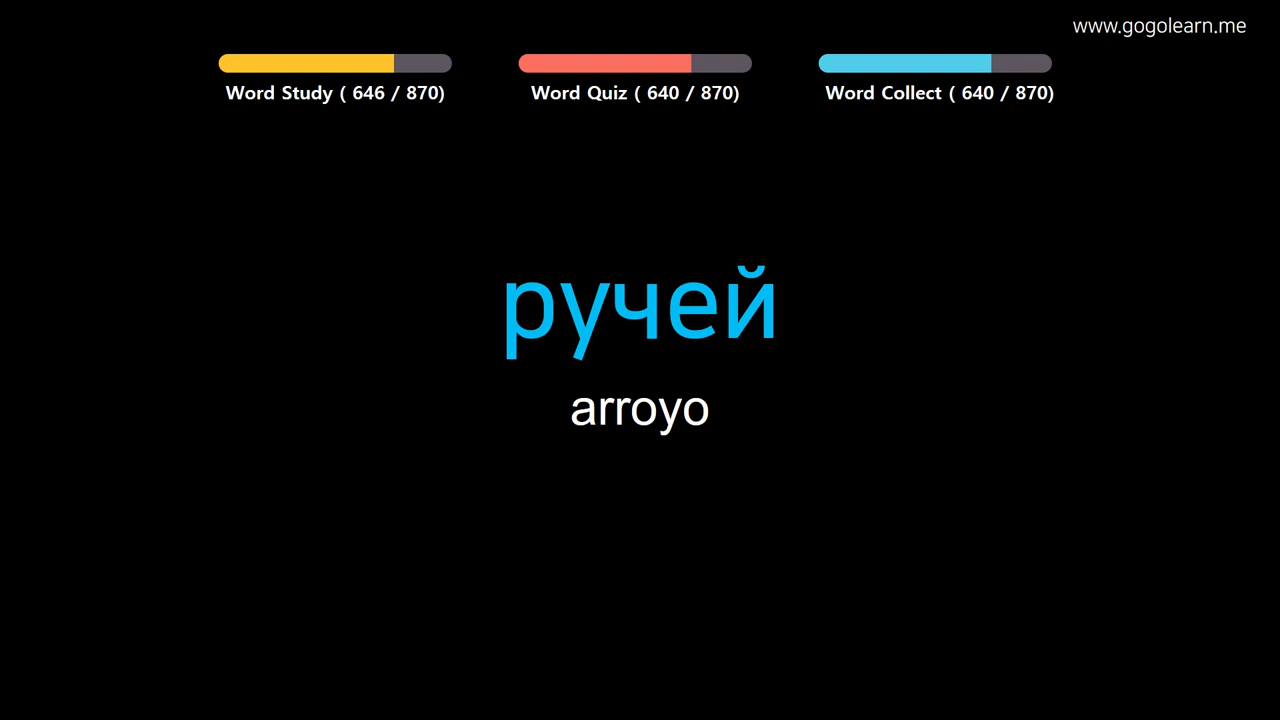 www.gogolearn.me
Word Study ( 646 / 870)
Word Quiz ( 640 / 870)
Word Collect ( 640 / 870)
ручей
arroyo